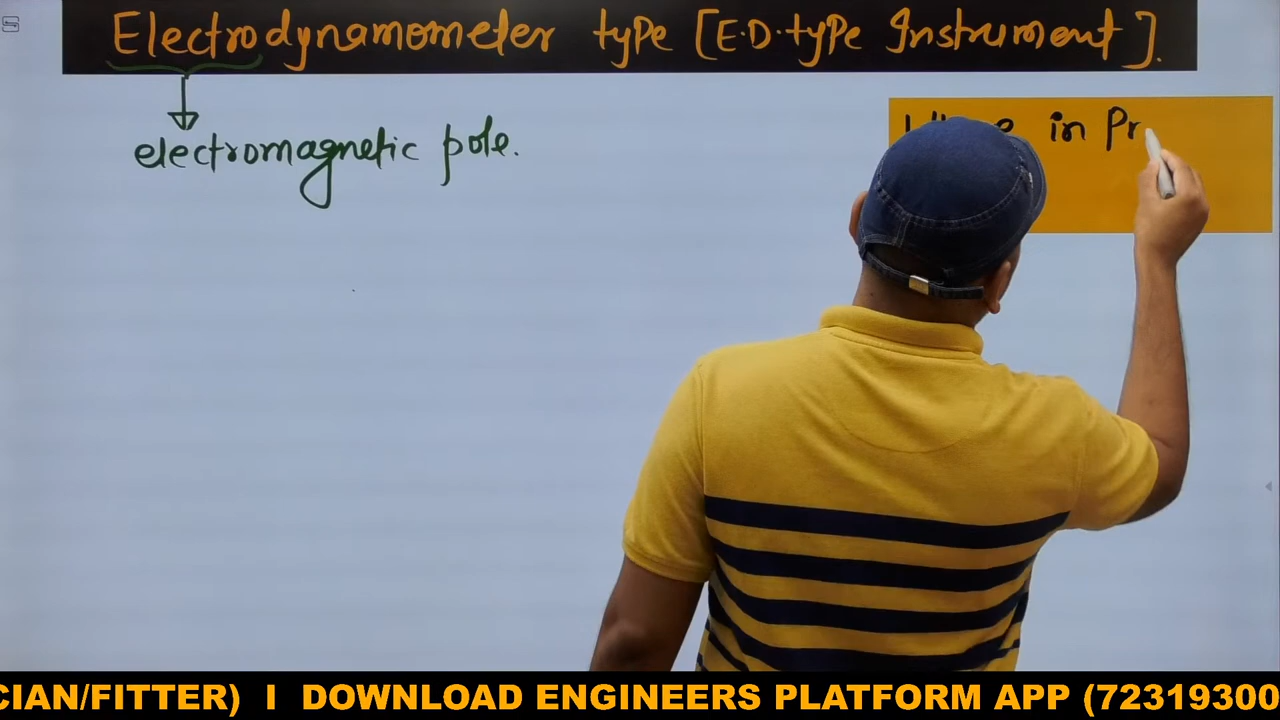 Electrodynamometer type [E.D. type Instrument].
electromagnetic pole.
in Pr
CIAN/FITTER) I DOWNLOAD ENGINEERS PLATFORM APP (72319300